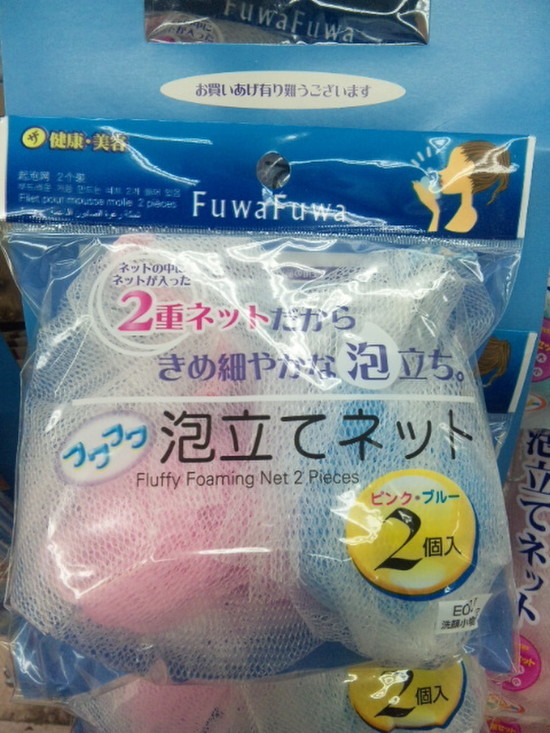 FuwaFuwa
お買いあげ有り難うございます
健康・美容
起泡网 2个装
Filet pour mousse molle 2 pièces
FuwaFuwa
ネットの中に
ネットが入った
2重ネットだから
きめ細やかな泡立ち。
フワフワ 泡立てネット
Fluffy Foaming Net 2 Pieces
ピンク・ブルー
2個入
洗顔小物
泡立てネット
2個入